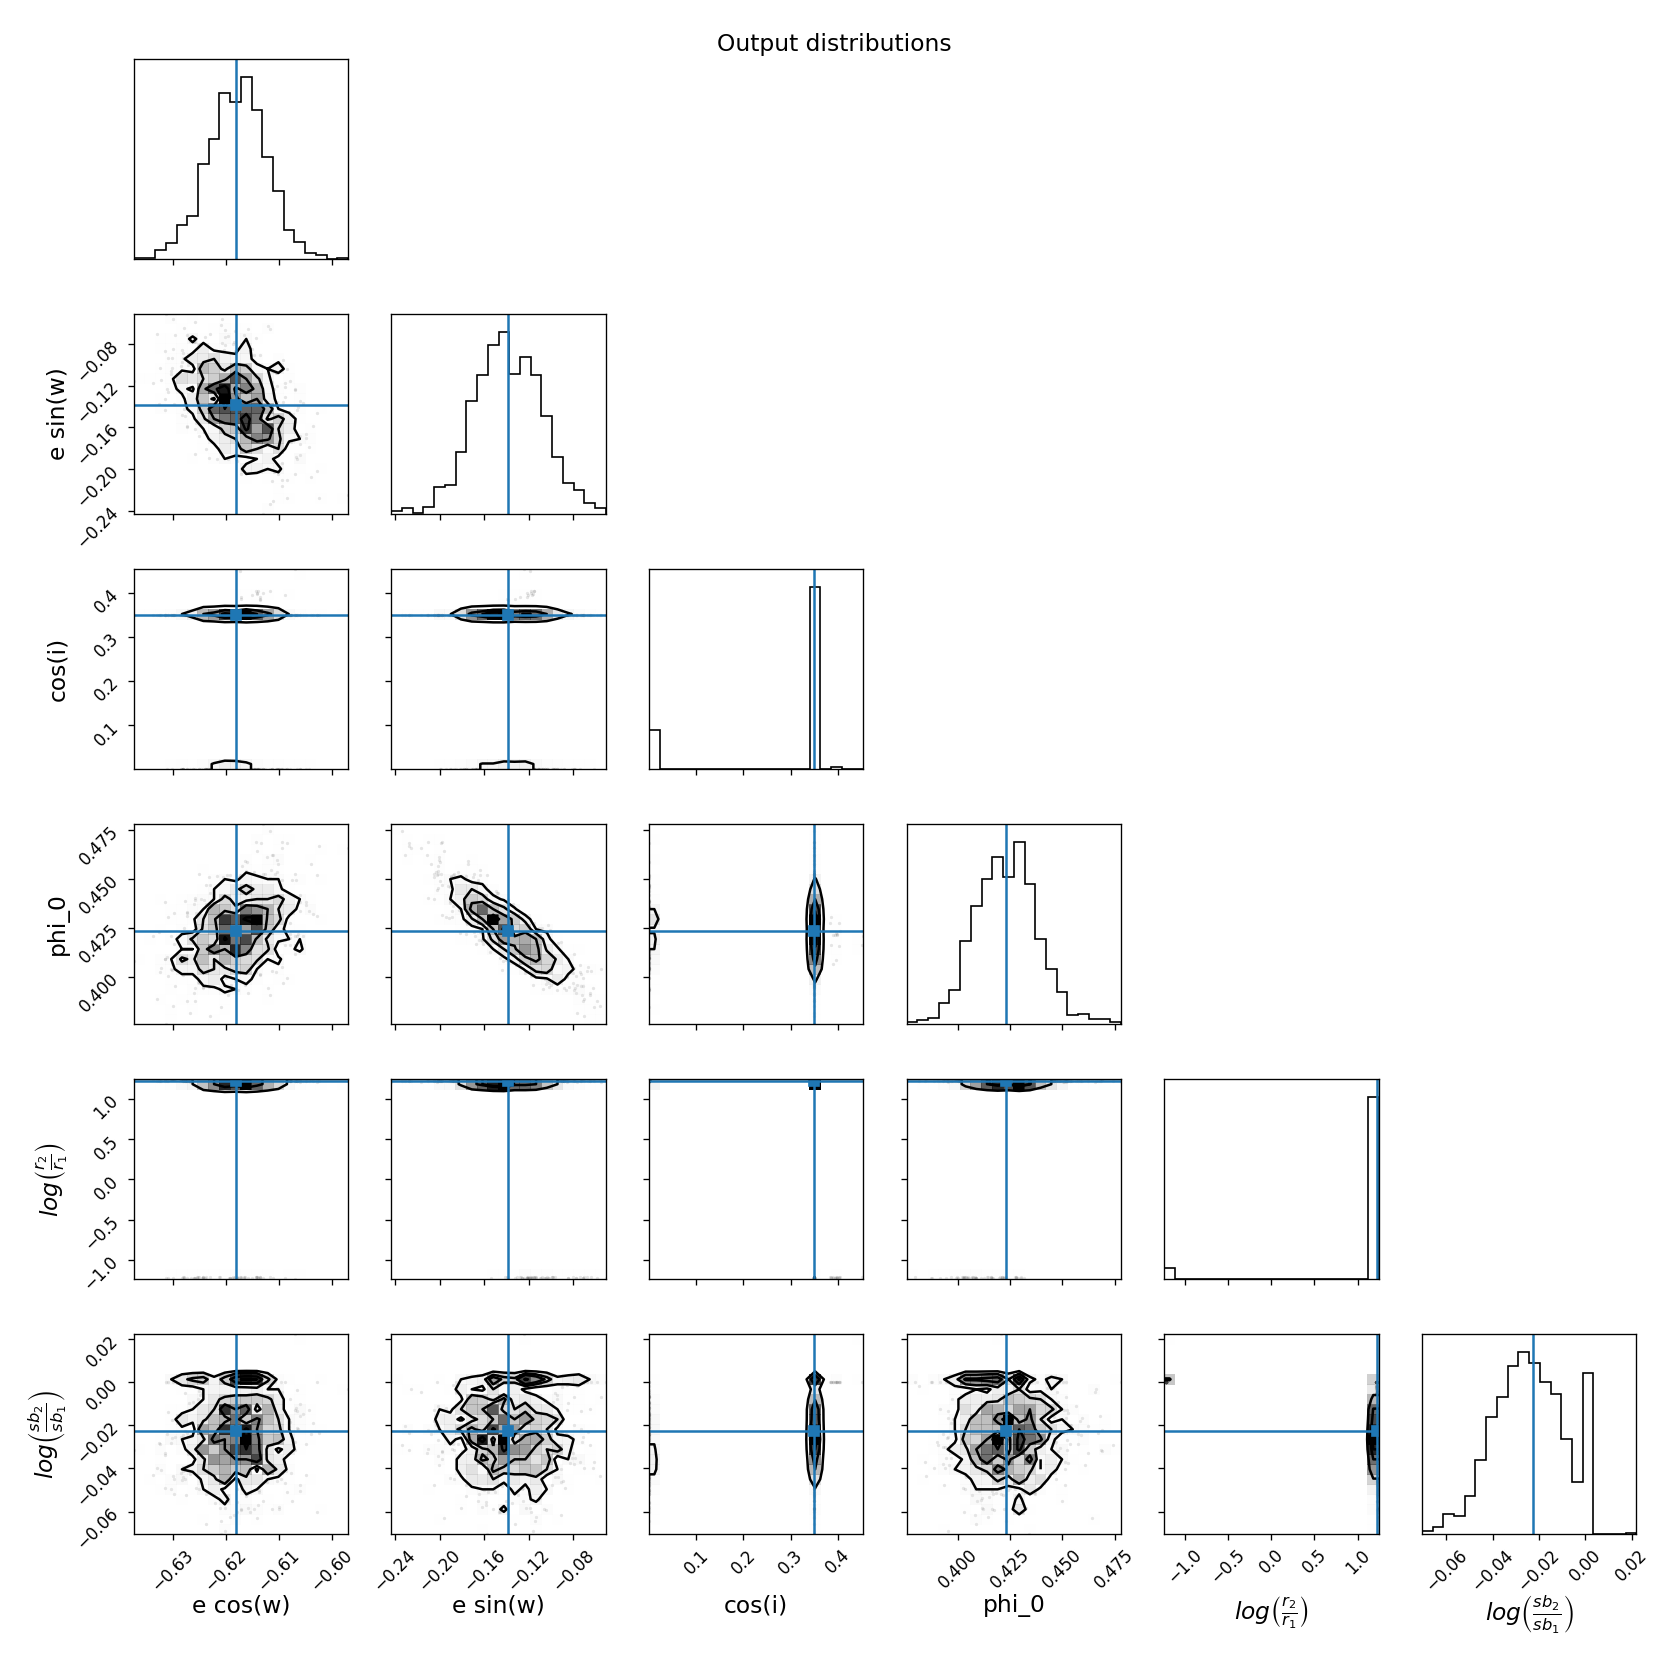 Output distributions
e sin(w)
−0.08
−0.12
−0.16
−0.20
−0.24
cos(i)
0.4
0.3
0.2
0.1
phi_0
0.475
0.450
0.425
0.400
log(r₂/r₁)
1.0
0.5
0.0
−0.5
−1.0
log(sb₂/sb₁)
0.02
0.00
−0.02
−0.04
−0.06
−0.63 −0.62 −0.61 −0.60 −0.24 −0.20 −0.16 −0.12 −0.08 0.1 0.2 0.3 0.4 0.400 0.425 0.450 0.475 −1.0 −0.5 0.0 0.5 1.0 −0.06 −0.04 −0.02 0.00 0.02
e cos(w) e sin(w) cos(i) phi_0 log(r₂/r₁) log(sb₂/sb₁)